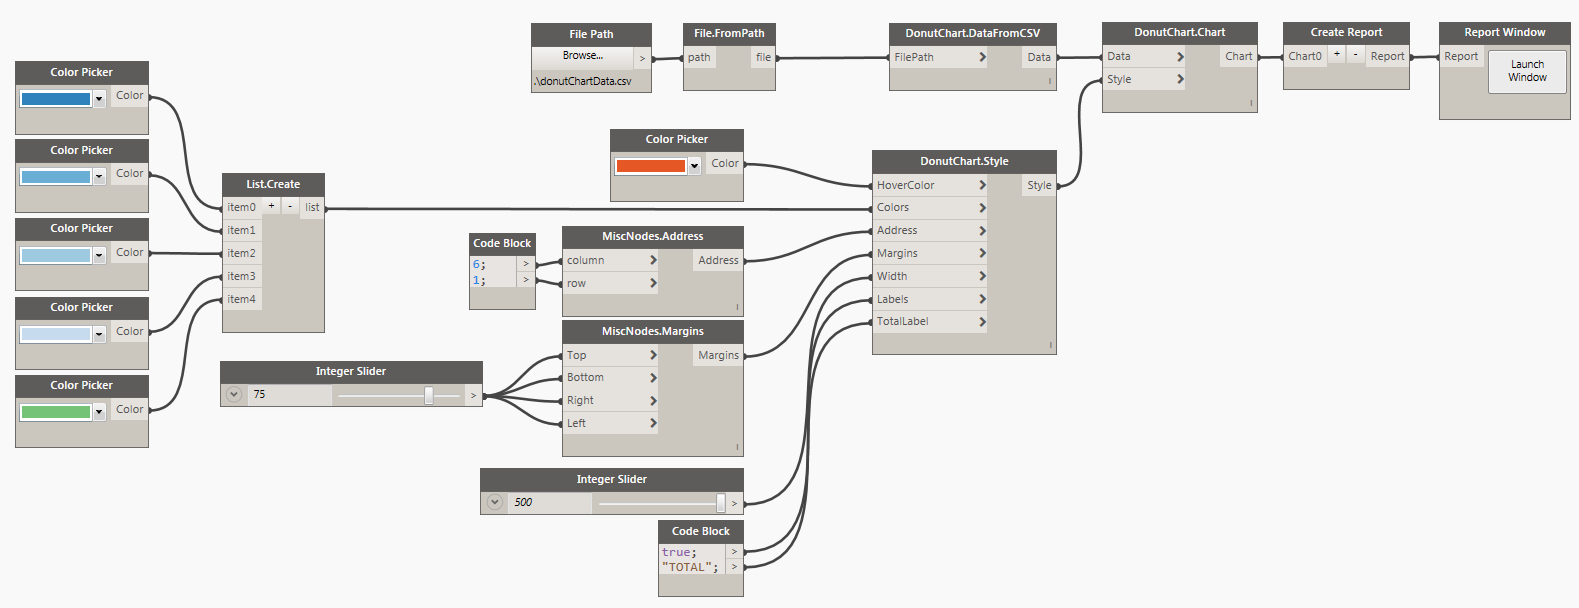 File Path
Browse...
>
.\donutChartData.csv
File.FromPath
path
file
DonutChart.DataFromCSV
FilePath >
Data
l
DonutChart.Chart
Data >
Chart
Style >
l
Create Report
Chart0 + - Report
Report Window
Report
Launch
Window
Color Picker
Color
Color Picker
Color
Color Picker
Color
Color Picker
Color
Color Picker
Color
List.Create
item0 + - list
item1
item2
item3
item4
Color Picker
Color
Code Block
6; >
1; >
MiscNodes.Address
column >
Address
row >
l
MiscNodes.Margins
Top >
Margins
Bottom >
Right >
Left >
l
Integer Slider
75 >
Integer Slider
500 >
Code Block
true; >
"TOTAL"; >
DonutChart.Style
HoverColor >
Style
Colors >
Address >
Margins >
Width >
Labels >
TotalLabel >
l